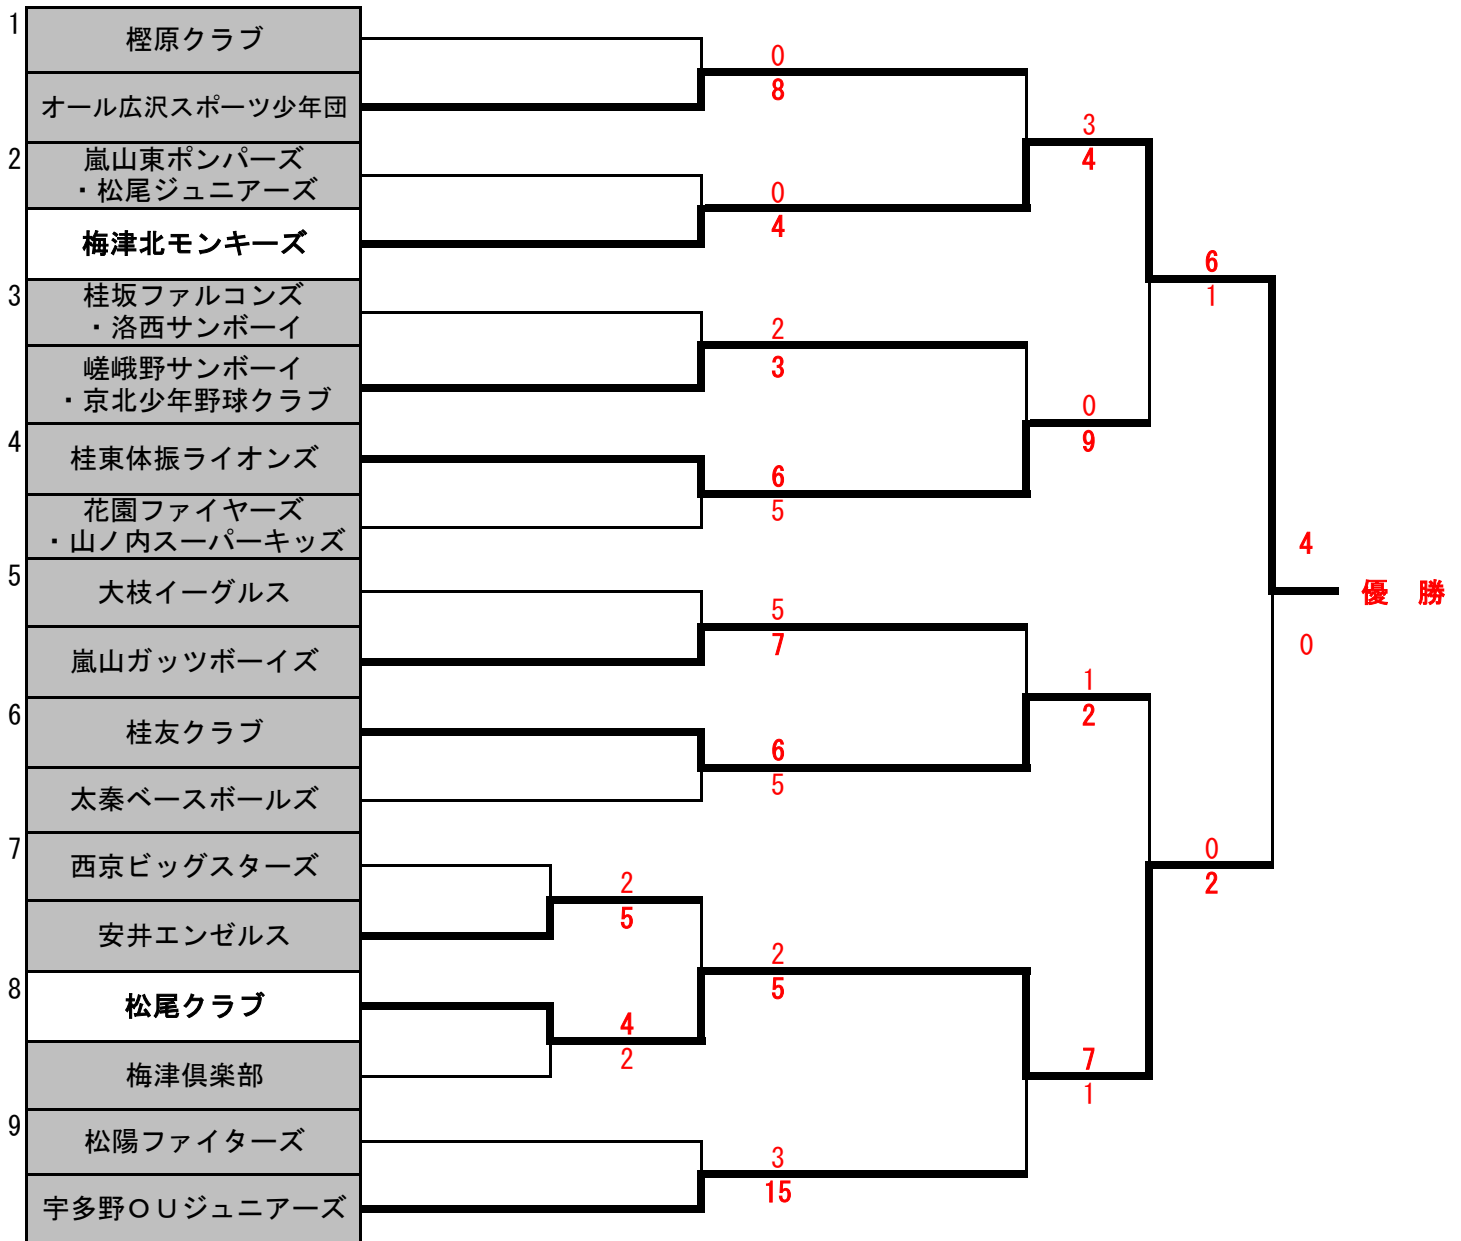 1
樫原クラブ
0
オール広沢スポーツ少年団
8
3
2
嵐山東ポンパーズ
・松尾ジュニアーズ
4
0
梅津北モンキーズ
4
6
3
桂坂ファルコンズ
・洛西サンボーイ
1
2
嵯峨野サンボーイ
・京北少年野球クラブ
3
0
4
桂東体振ライオンズ
9
6
花園ファイヤーズ
・山ノ内スーパーキッズ
5
4
5
大枝イーグルス
優　勝
5
嵐山ガッツボーイズ
7
0
1
6
桂友クラブ
2
6
太秦ベースボールズ
5
7
西京ビッグスターズ
0
2
2
安井エンゼルス
5
2
8
松尾クラブ
5
4
梅津倶楽部
2
7
1
9
松陽ファイターズ
3
宇多野ＯＵジュニアーズ
15